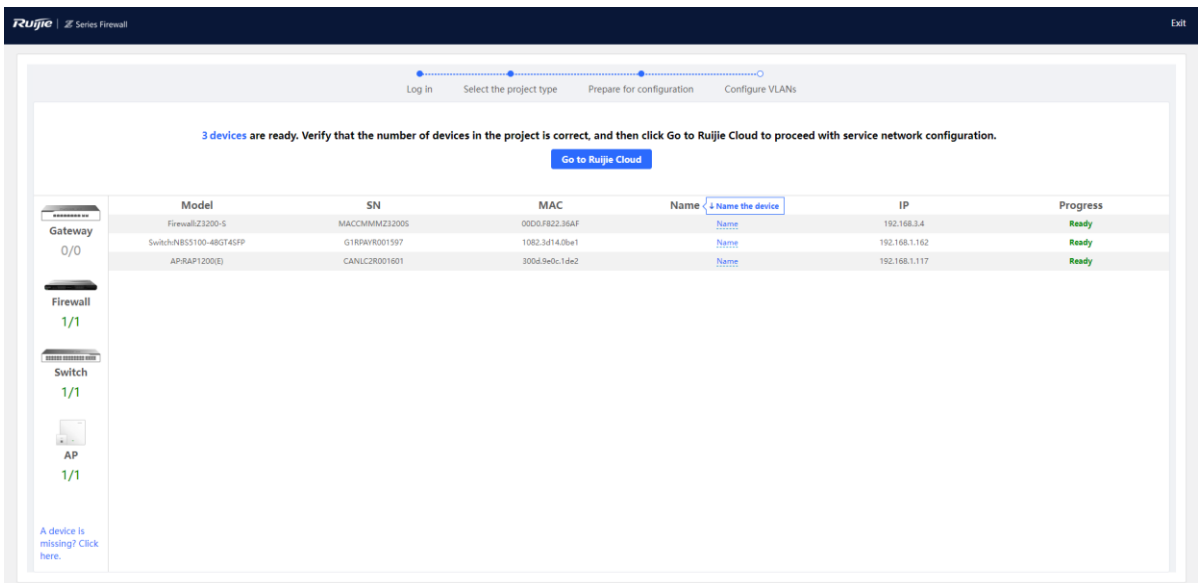 Ruijie | Z Series Firewall Exit
Log in Select the project type Prepare for configuration Configure VLANs
3 devices are ready. Verify that the number of devices in the project is correct, and then click Go to Ruijie Cloud to proceed with service network configuration.
Go to Ruijie Cloud
Model SN MAC Name ↓ Name the device IP Progress
Firewall:Z3200-S MACCMMMZ3200S 00D0.F822.36AF Name 192.168.3.4 Ready
Switch:NBS5100-48GT4SFP G1RPAYR001597 1082.3d14.0be1 Name 192.168.1.162 Ready
AP:RAP1200(E) CANLC2R001601 300d.9e0c.1de2 Name 192.168.1.117 Ready
Gateway
0/0
Firewall
1/1
Switch
1/1
AP
1/1
A device is
missing? Click
here.